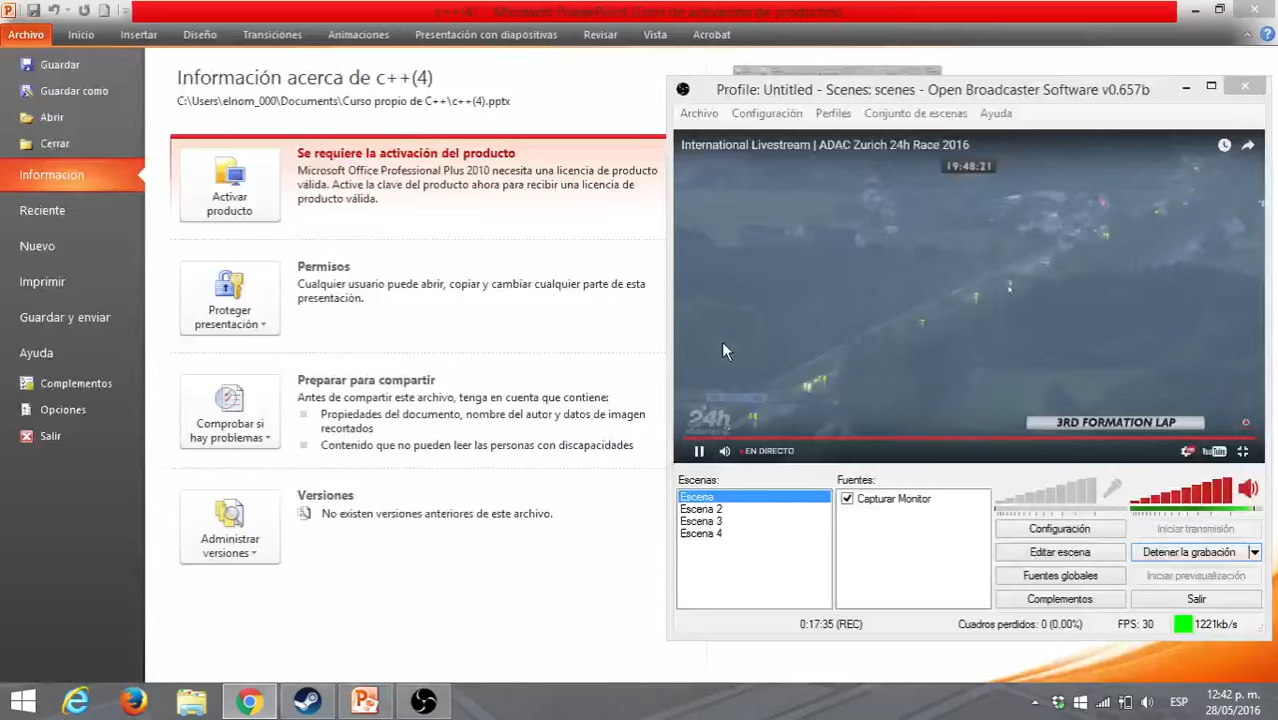 c++(4) - Microsoft PowerPoint (Error de activación de productos)
Archivo Inicio Insertar Diseño Transiciones Animaciones Presentación con diapositivas Revisar Vista Acrobat
Guardar
Guardar como
Abrir
Cerrar
Información
Reciente
Nuevo
Imprimir
Guardar y enviar
Ayuda
Complementos
Opciones
Salir
Información acerca de c++(4)
C:\Users\elnom_000\Documents\Curso propio de C++\c++(4).pptx
Activar
producto
Se requiere la activación del producto
Microsoft Office Professional Plus 2010 necesita una licencia de producto
válida. Active la clave del producto ahora para recibir una licencia de
producto válida.
Proteger
presentación
Permisos
Cualquier usuario puede abrir, copiar y cambiar cualquier parte de esta
presentación.
Comprobar si
hay problemas
Preparar para compartir
Antes de compartir este archivo, tenga en cuenta que contiene:
Propiedades del documento, nombre del autor y datos de imagen
recortados
Contenido que no pueden leer las personas con discapacidades
Administrar
versiones
Versiones
No existen versiones anteriores de este archivo.
Profile: Untitled - Scenes: scenes - Open Broadcaster Software v0.657b
Archivo Configuración Perfiles Conjunto de escenas Ayuda
International Livestream | ADAC Zurich 24h Race 2016
19:48:21
24h
3RD FORMATION LAP
EN DIRECTO
YouTube
Escenas:
Escena
Escena 2
Escena 3
Escena 4
Fuentes:
Capturar Monitor
Configuración
Iniciar transmisión
Editar escena
Detener la grabación
Fuentes globales
Iniciar previsualización
Complementos
Salir
0:17:35 (REC) Cuadros perdidos: 0 (0.00%) FPS: 30 1221kb/s
ESP
12:42 p. m.
28/05/2016